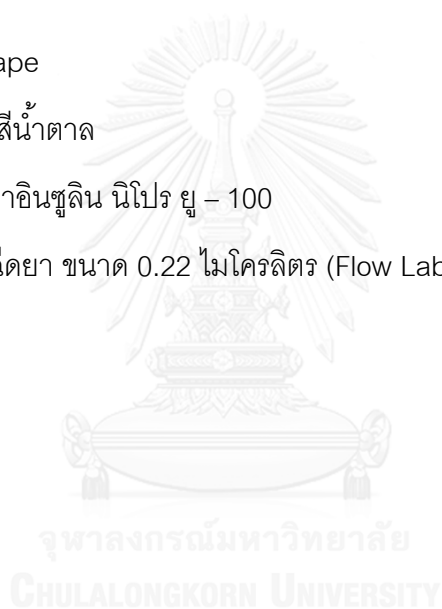 ape
สีน้ำตาล
าอินซูลิน นิโปร ยู – 100
ีดยา ขนาด 0.22 ไมโครลิตร (Flow Lab
จุฬาลงกรณ์มหาวิทยาลัย
CHULALONGKORN UNIVERSITY